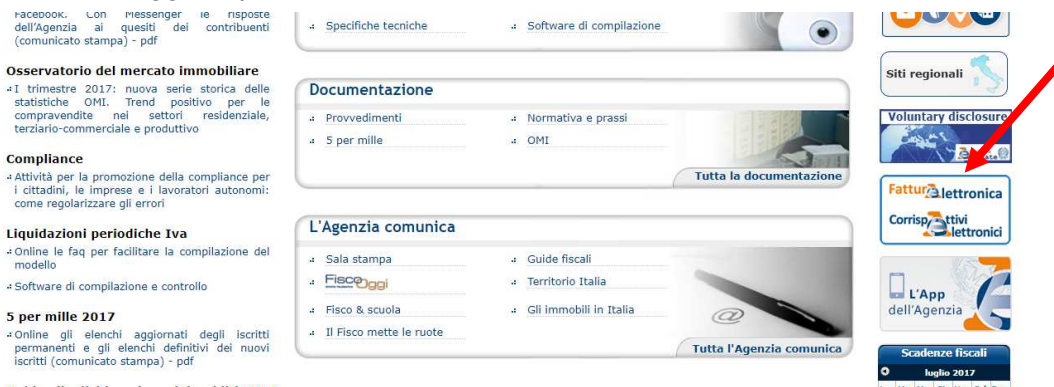 Facebook. Con Messenger le risposte
dell'Agenzia ai quesiti dei contribuenti
(comunicato stampa) - pdf
Osservatorio del mercato immobiliare
I trimestre 2017: nuova serie storica delle
statistiche OMI. Trend positivo per le
compravendite nei settori residenziale,
terziario-commerciale e produttivo
Compliance
Attività per la promozione della compliance per
i cittadini, le imprese e i lavoratori autonomi:
come regolarizzare gli errori
Liquidazioni periodiche Iva
Online le faq per facilitare la compilazione del
modello
Software di compilazione e controllo
5 per mille 2017
Online gli elenchi aggiornati degli iscritti
permanenti e gli elenchi definitivi dei nuovi
iscritti (comunicato stampa) - pdf
Specifiche tecniche
Software di compilazione
Documentazione
Provvedimenti
Normativa e prassi
5 per mille
OMI
Tutta la documentazione
L'Agenzia comunica
Sala stampa
Guide fiscali
FiscoOggi
Territorio Italia
Fisco & scuola
Gli immobili in Italia
Il Fisco mette le ruote
@
Tutta l'Agenzia comunica
Siti regionali
Voluntary disclosure
Fatturaelettronica
Corrispettivi
elettronici
L'App
dell'Agenzia
Scadenze fiscali
luglio 2017